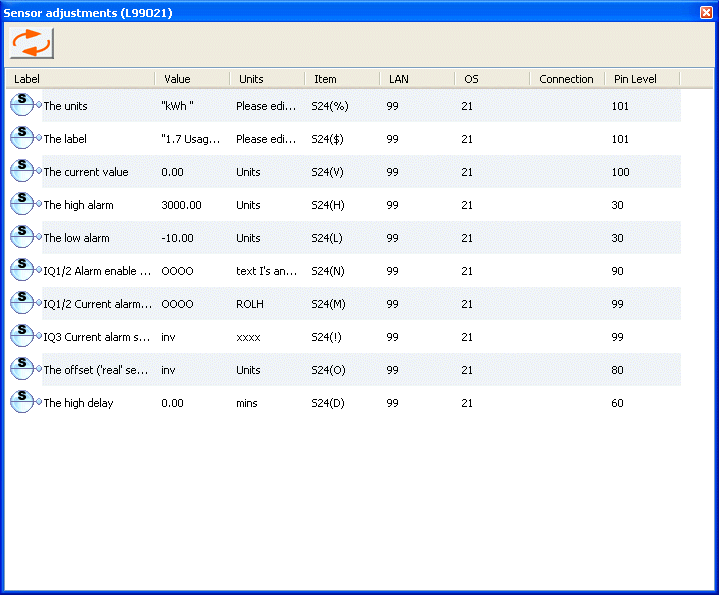 Sensor adjustments (L99O21)
Label Value Units Item LAN OS Connection Pin Level
S The units "kWh " Please edi... S24(%) 99 21 101
S The label "1.7 Usag... Please edi... S24($) 99 21 101
S The current value 0.00 Units S24(V) 99 21 100
S The high alarm 3000.00 Units S24(H) 99 21 30
S The low alarm -10.00 Units S24(L) 99 21 30
S IQ1/2 Alarm enable ... OOOO text I's an... S24(N) 99 21 90
S IQ1/2 Current alarm... OOOO ROLH S24(M) 99 21 99
S IQ3 Current alarm s... inv xxxx S24(!) 99 21 99
S The offset ('real' se... inv Units S24(O) 99 21 80
S The high delay 0.00 mins S24(D) 99 21 60